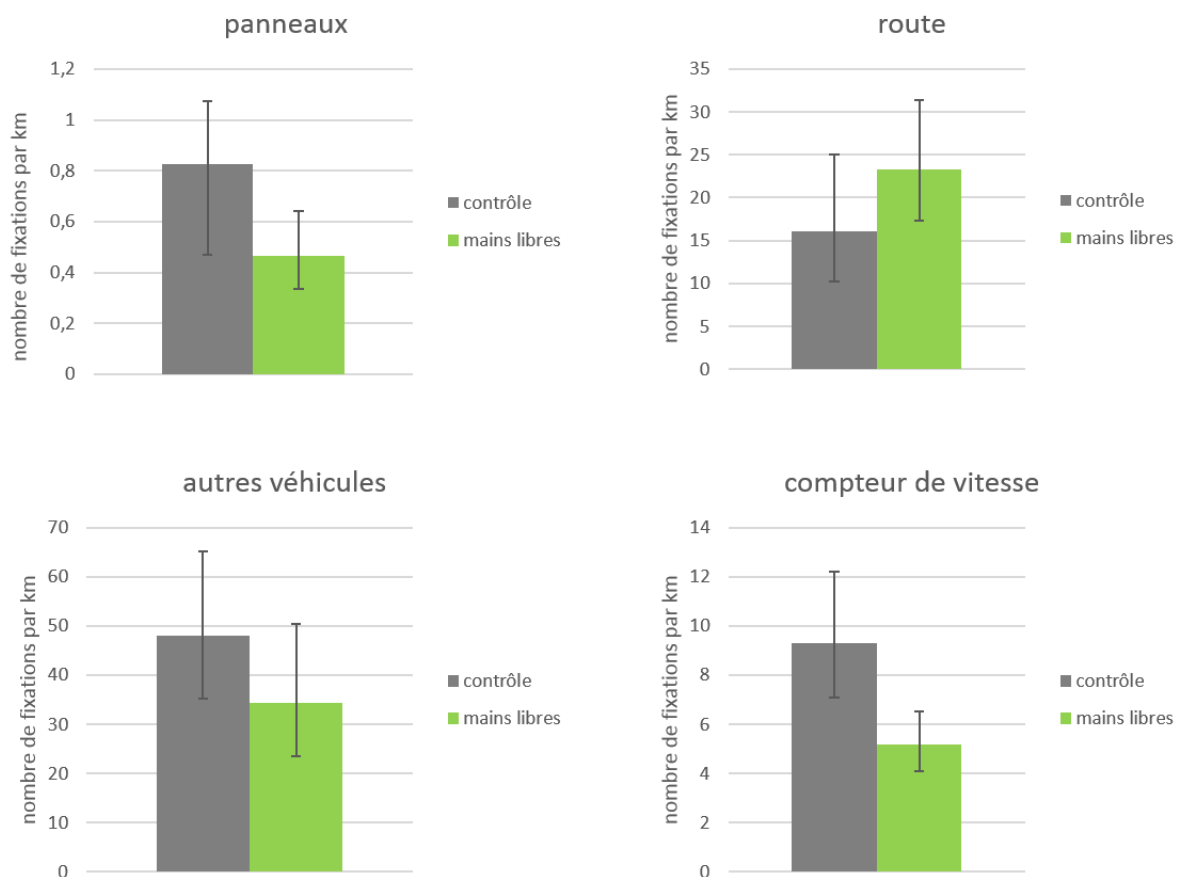 panneaux
nombre de fixations par km
1,2
1
0,8
0,6
0,4
0,2
0
contrôle
mains libres
route
nombre de fixations par km
35
30
25
20
15
10
5
0
contrôle
mains libres
autres véhicules
nombre de fixations par km
70
60
50
40
30
20
10
0
contrôle
mains libres
compteur de vitesse
nombre de fixations par km
14
12
10
8
6
4
2
0
contrôle
mains libres